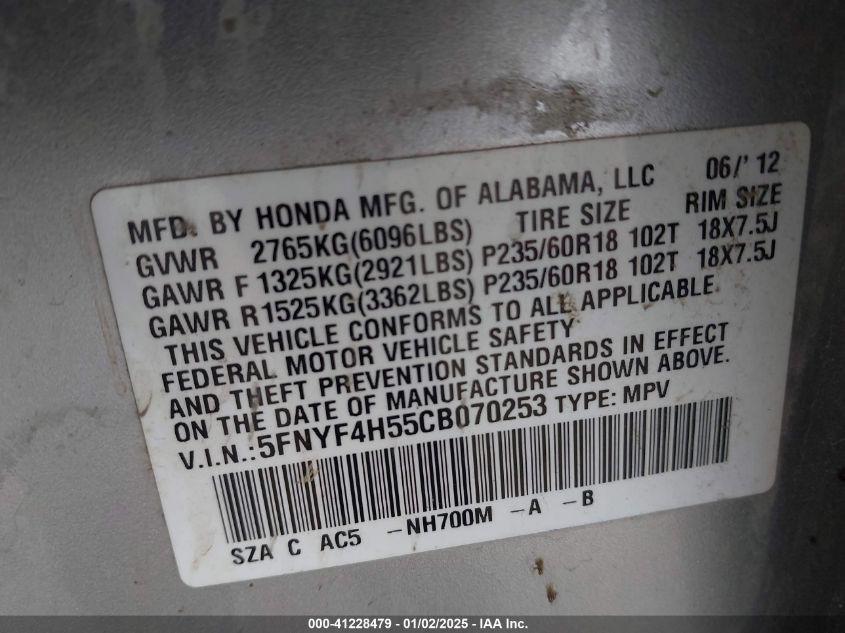 MFD. BY HONDA MFG. OF ALABAMA, LLC 06/'12
GVWR 2765KG(6096LBS) TIRE SIZE RIM SIZE
GAWR F 1325KG(2921LBS) P235/60R18 102T 18X7.5J
GAWR R 1525KG(3362LBS) P235/60R18 102T 18X7.5J
THIS VEHICLE CONFORMS TO ALL APPLICABLE
FEDERAL MOTOR VEHICLE SAFETY
AND THEFT PREVENTION STANDARDS IN EFFECT
ON THE DATE OF MANUFACTURE SHOWN ABOVE.
V.I.N.:5FNYF4H55CB070253 TYPE: MPV
SZA C AC5 -NH700M -A -B
000-41228479 — 01/02/2025 — IAA Inc.